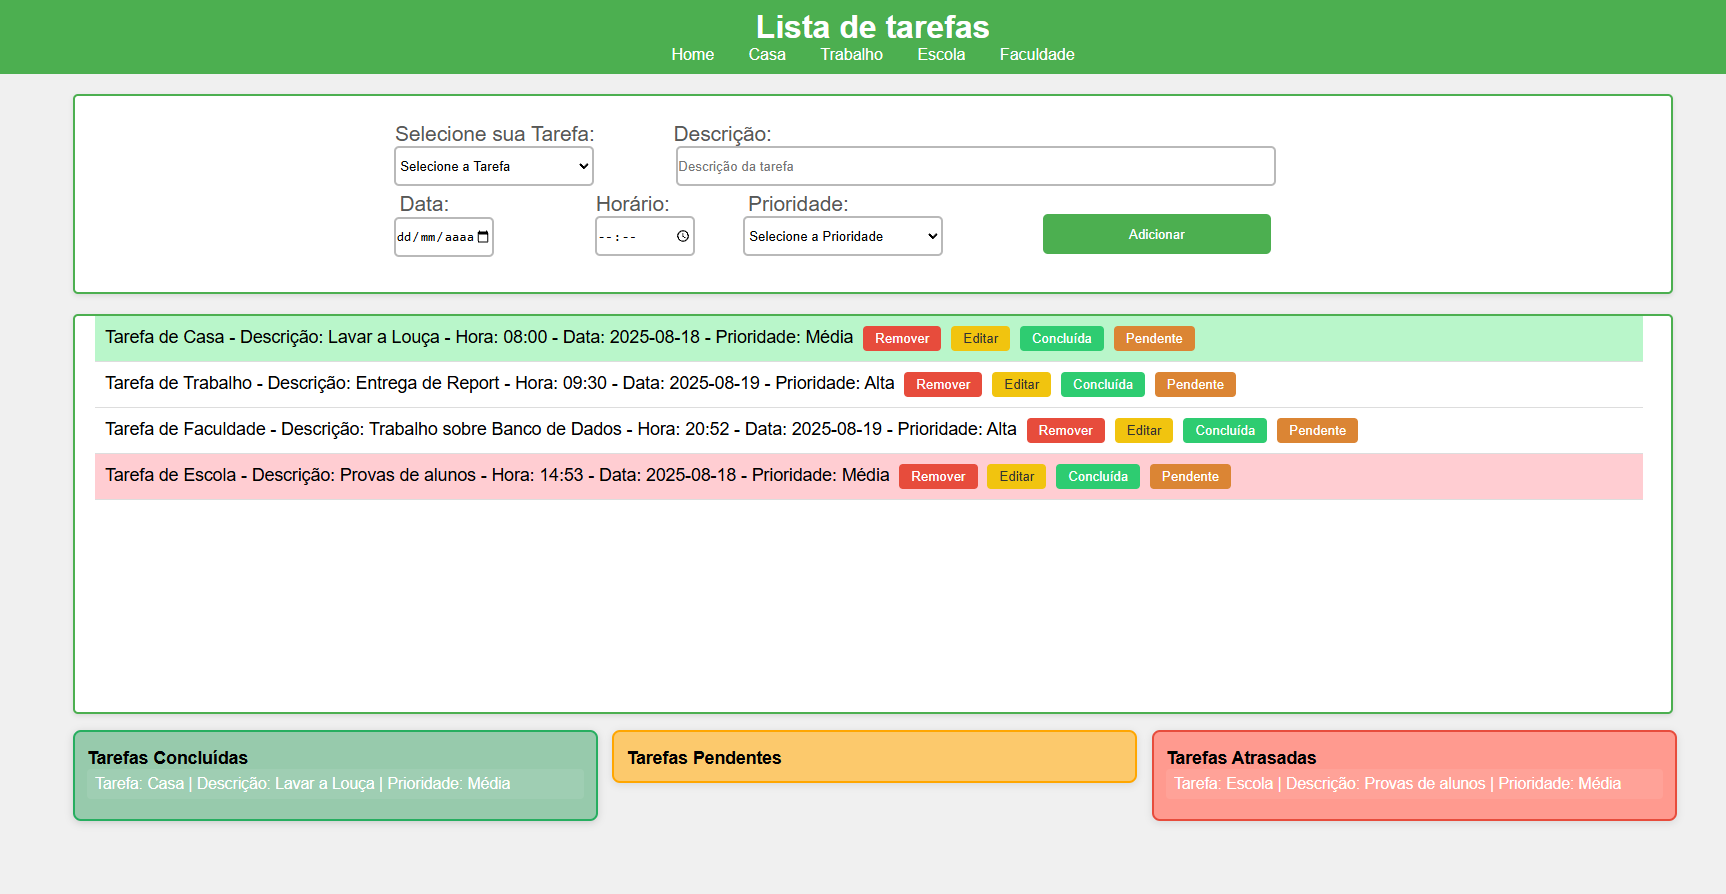 Lista de tarefas
Home Casa Trabalho Escola Faculdade
Selecione sua Tarefa: Descrição:
Selecione a Tarefa Descrição da tarefa
Data: Horário: Prioridade:
dd/mm/aaaa --:-- Selecione a Prioridade Adicionar
Tarefa de Casa - Descrição: Lavar a Louça - Hora: 08:00 - Data: 2025-08-18 - Prioridade: Média Remover Editar Concluída Pendente
Tarefa de Trabalho - Descrição: Entrega de Report - Hora: 09:30 - Data: 2025-08-19 - Prioridade: Alta Remover Editar Concluída Pendente
Tarefa de Faculdade - Descrição: Trabalho sobre Banco de Dados - Hora: 20:52 - Data: 2025-08-19 - Prioridade: Alta Remover Editar Concluída Pendente
Tarefa de Escola - Descrição: Provas de alunos - Hora: 14:53 - Data: 2025-08-18 - Prioridade: Média Remover Editar Concluída Pendente
Tarefas Concluídas
Tarefa: Casa | Descrição: Lavar a Louça | Prioridade: Média
Tarefas Pendentes
Tarefas Atrasadas
Tarefa: Escola | Descrição: Provas de alunos | Prioridade: Média